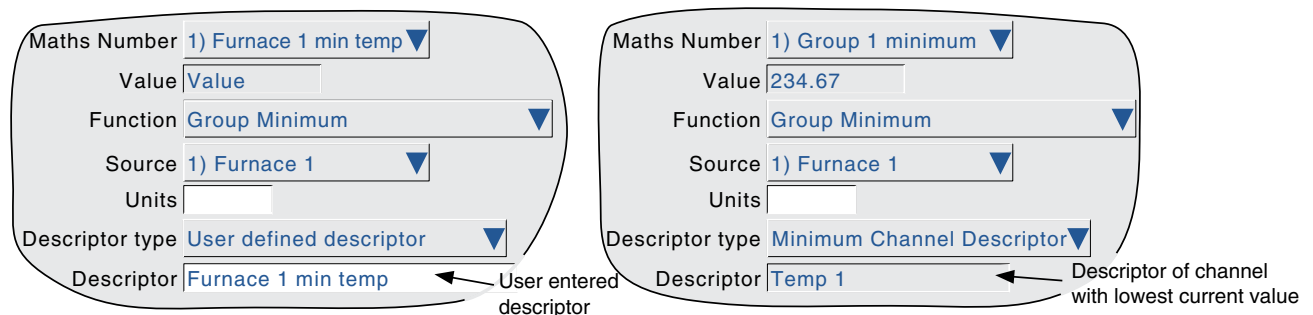 Maths Number 1) Furnace 1 min temp
Value Value
Function Group Minimum
Source 1) Furnace 1
Units
Descriptor type User defined descriptor
Descriptor Furnace 1 min temp
User entered
descriptor
Maths Number 1) Group 1 minimum
Value 234.67
Function Group Minimum
Source 1) Furnace 1
Units
Descriptor type Minimum Channel Descriptor
Descriptor Temp 1
Descriptor of channel
with lowest current value